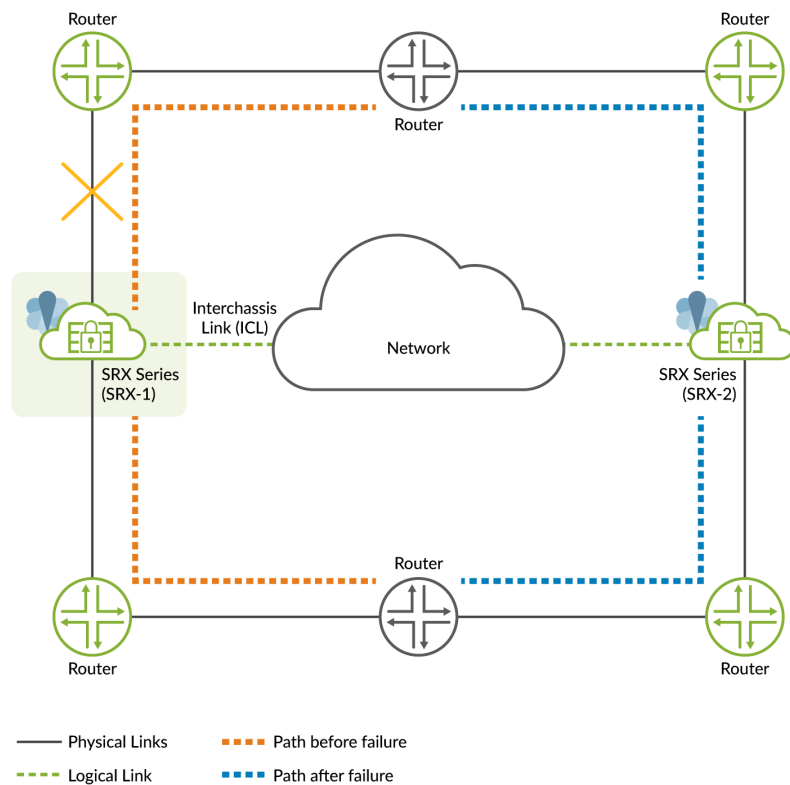 Router
Router
Router
Interchassis
Link (ICL)
Network
SRX Series
(SRX-1)
SRX Series
(SRX-2)
Router
Router
Router
Physical Links
Path before failure
Logical Link
Path after failure